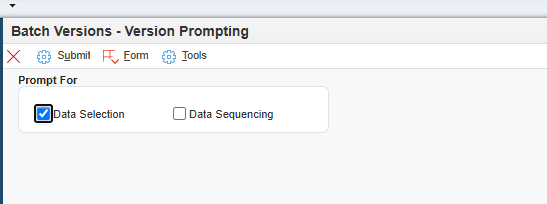 Batch Versions - Version Prompting
Submit Form Tools
Prompt For
Data Selection Data Sequencing